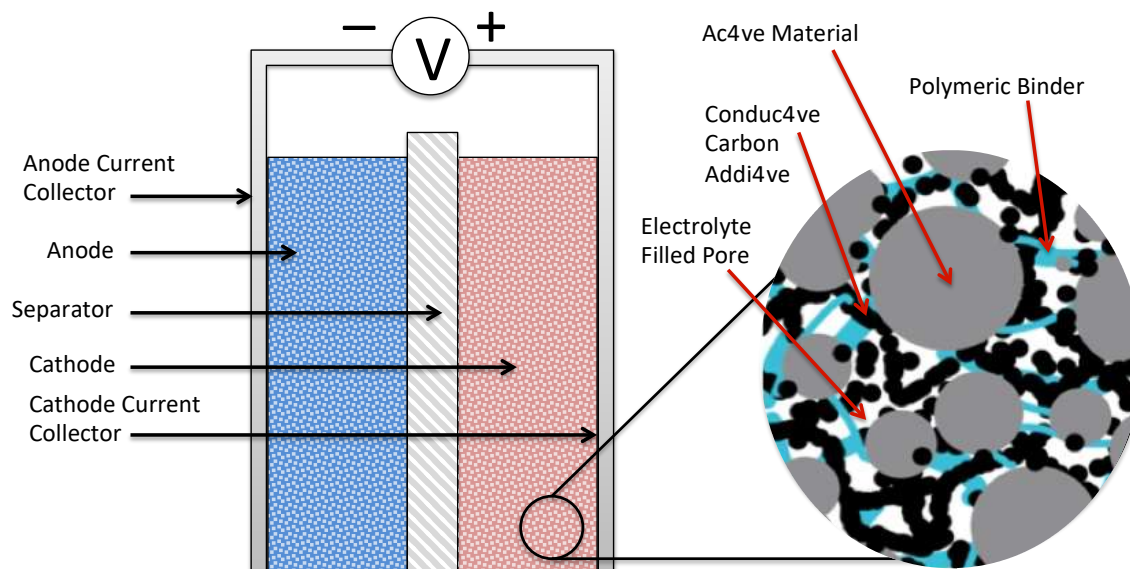 − V +
Anode Current
Collector
Anode
Separator
Cathode
Cathode Current
Collector
Ac4ve Material
Polymeric Binder
Conduc4ve
Carbon
Addi4ve
Electrolyte
Filled Pore